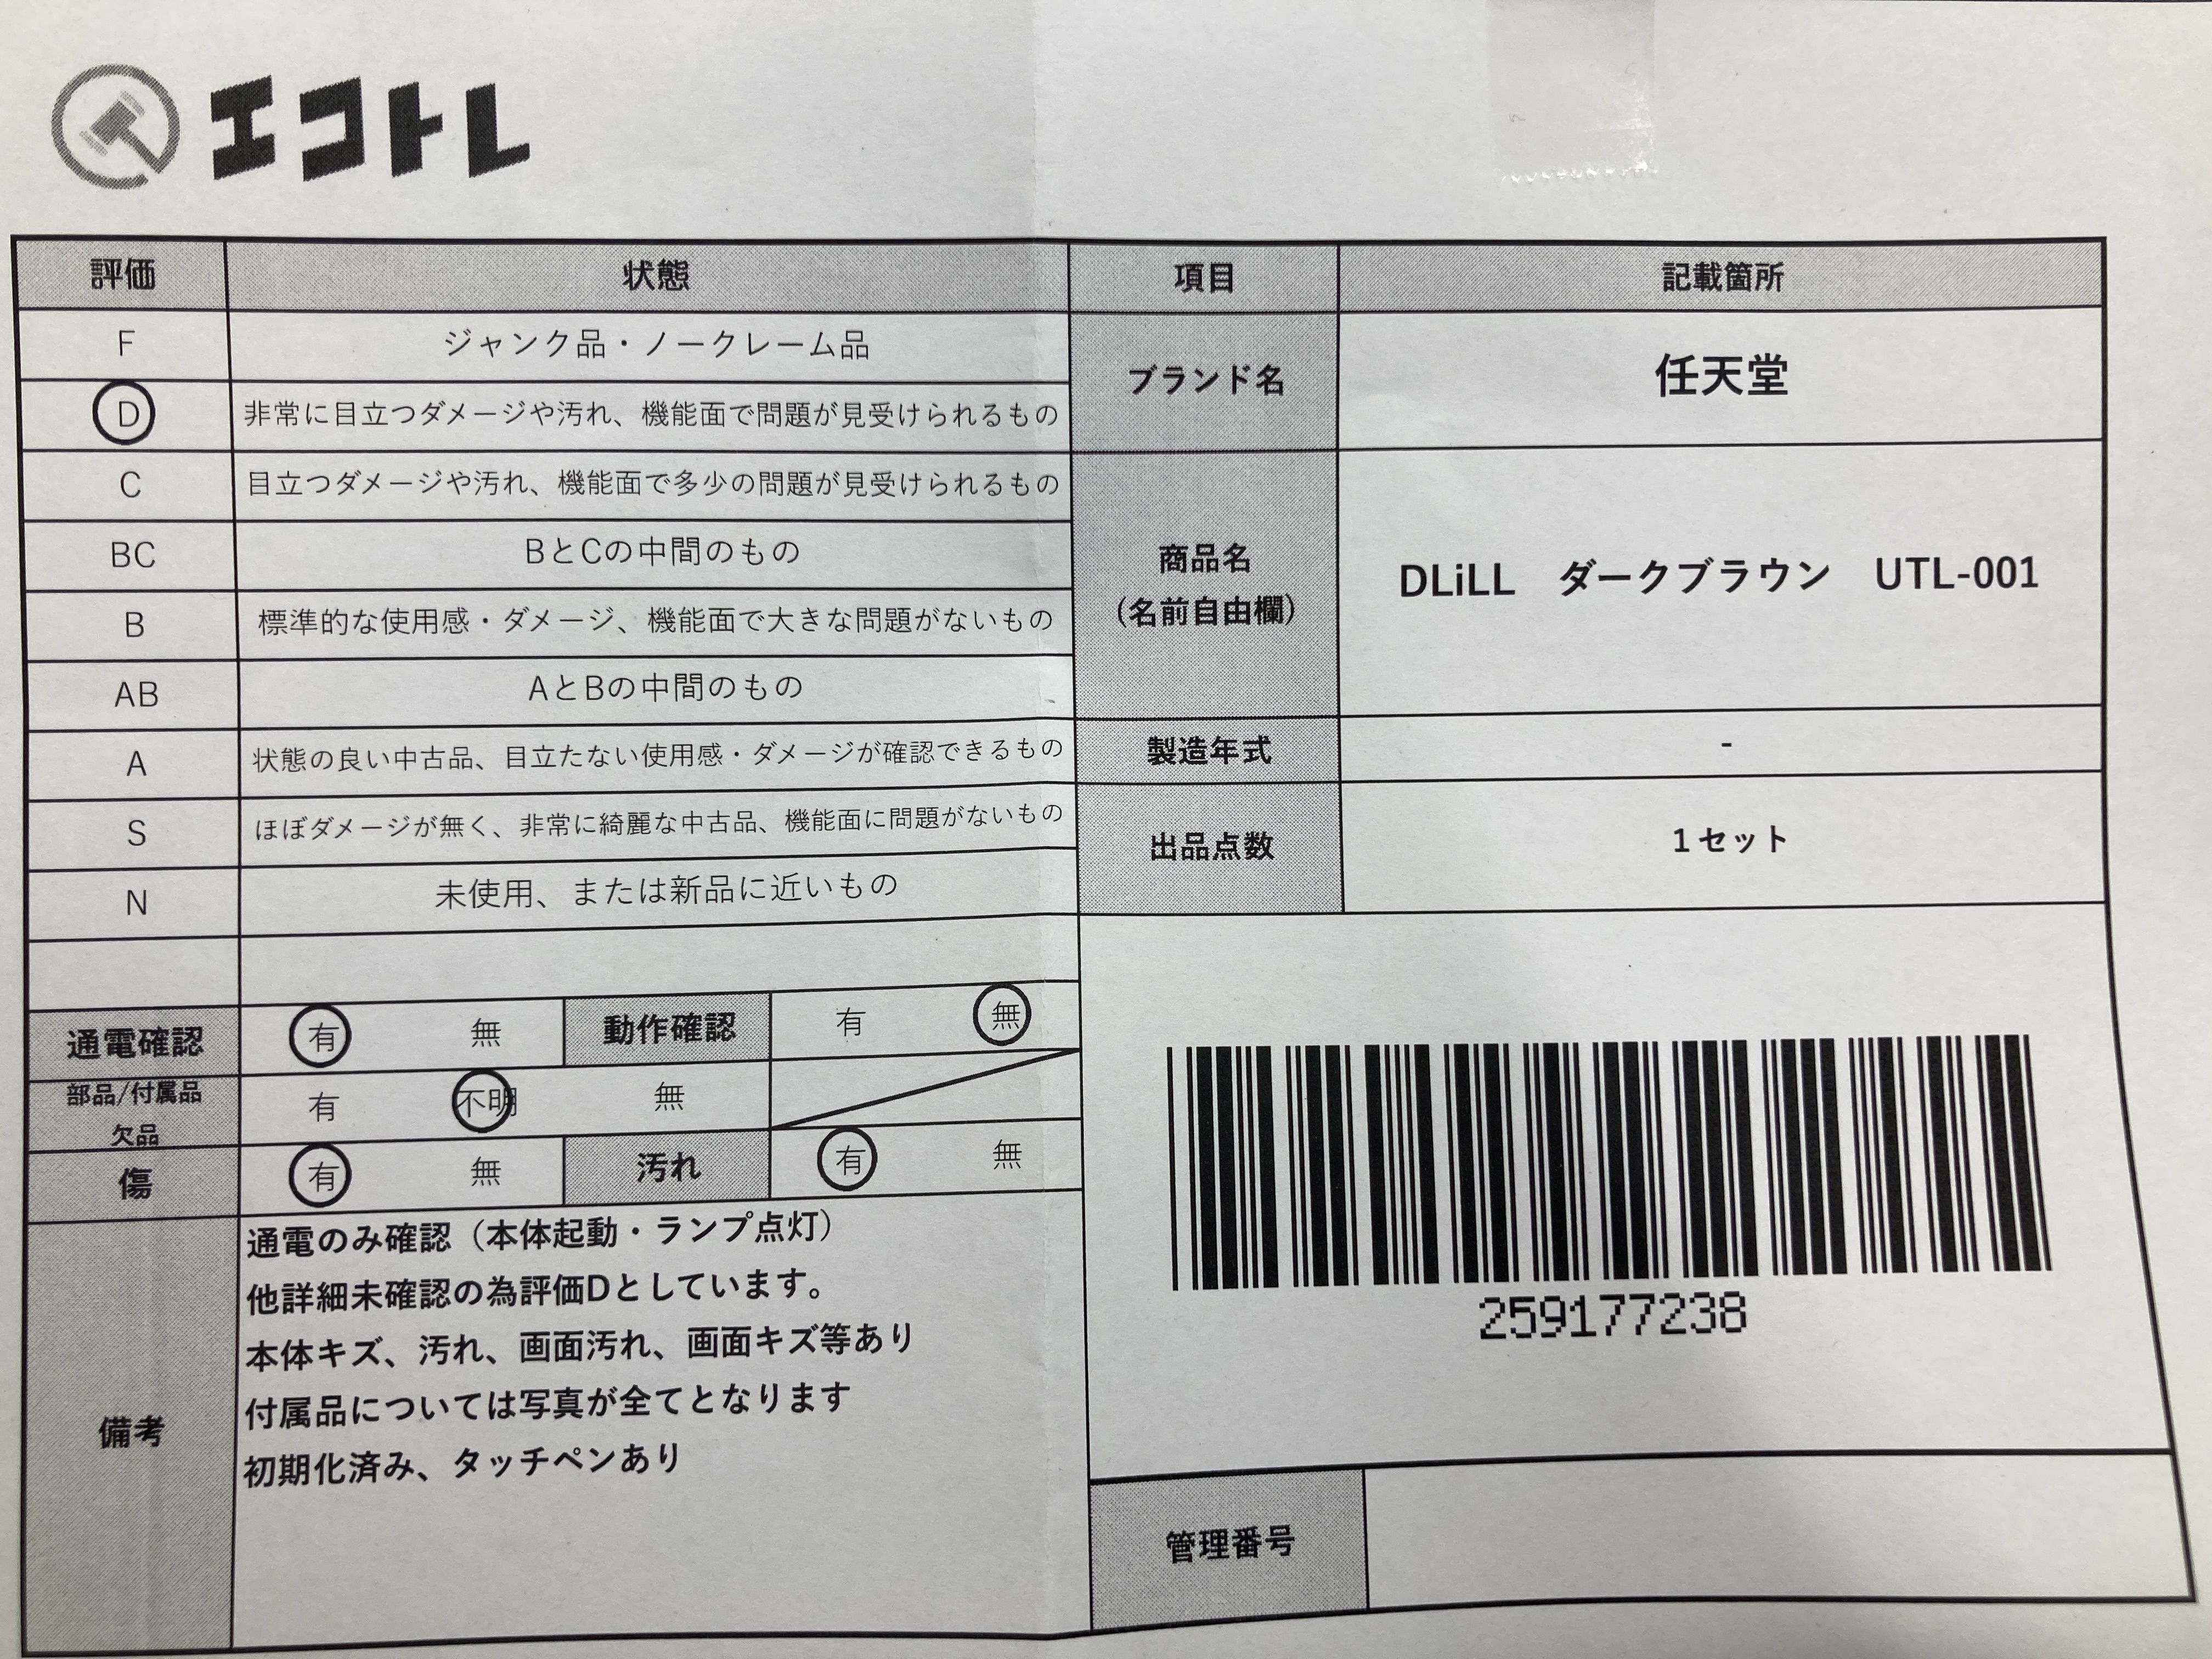 エコトレ
評価 状態 項目 記載箇所
F ジャンク品・ノークレーム品
D 非常に目立つダメージや汚れ、機能面で問題が見受けられるもの
C 目立つダメージや汚れ、機能面で多少の問題が見受けられるもの
BC BとCの中間のもの
B 標準的な使用感・ダメージ、機能面で大きな問題がないもの
AB AとBの中間のもの
A 状態の良い中古品、目立たない使用感・ダメージが確認できるもの
S ほぼダメージが無く、非常に綺麗な中古品、機能面に問題がないもの
N 未使用、または新品に近いもの
ブランド名 任天堂
商品名
(名前自由欄)
DLiLL ダークブラウン UTL-001
製造年式 -
出品点数 1セット
通電確認 有 無 動作確認 有 無
部品/付属品
欠品
有 不明 無
傷 有 無 汚れ 有 無
備考
通電のみ確認（本体起動・ランプ点灯）
他詳細未確認の為評価Dとしています。
本体キズ、汚れ、画面汚れ、画面キズ等あり
付属品については写真が全てとなります
初期化済み、タッチペンあり
259177238
管理番号